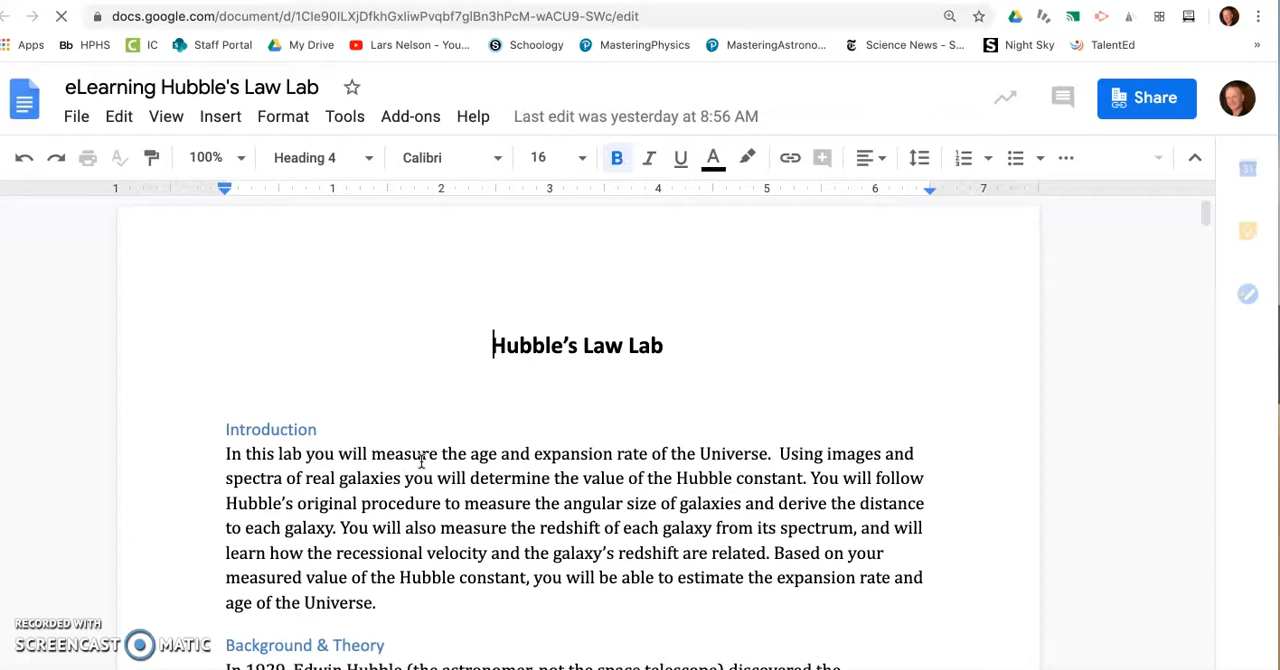 docs.google.com/document/d/1CIe90ILXjDfkhGxIiwPvqbf7glBn3hPcM-wACU9-SWc/edit
Apps Bb HPHS C IC Staff Portal My Drive Lars Nelson - You... Schoology MasteringPhysics MasteringAstrono... Science News - S... Night Sky TalentEd »
eLearning Hubble's Law Lab
File Edit View Insert Format Tools Add-ons Help Last edit was yesterday at 8:56 AM
Share
100% Heading 4 Calibri 16 B I U A
1 1 2 3 4 5 6 7
31
Hubble's Law Lab
Introduction
In this lab you will measure the age and expansion rate of the Universe. Using images and
spectra of real galaxies you will determine the value of the Hubble constant. You will follow
Hubble's original procedure to measure the angular size of galaxies and derive the distance
to each galaxy. You will also measure the redshift of each galaxy from its spectrum, and will
learn how the recessional velocity and the galaxy's redshift are related. Based on your
measured value of the Hubble constant, you will be able to estimate the expansion rate and
age of the Universe.
Background & Theory
In 1929, Edwin Hubble (the astronomer, not the space telescope) discovered the
RECORDED WITH
SCREENCAST MATIC